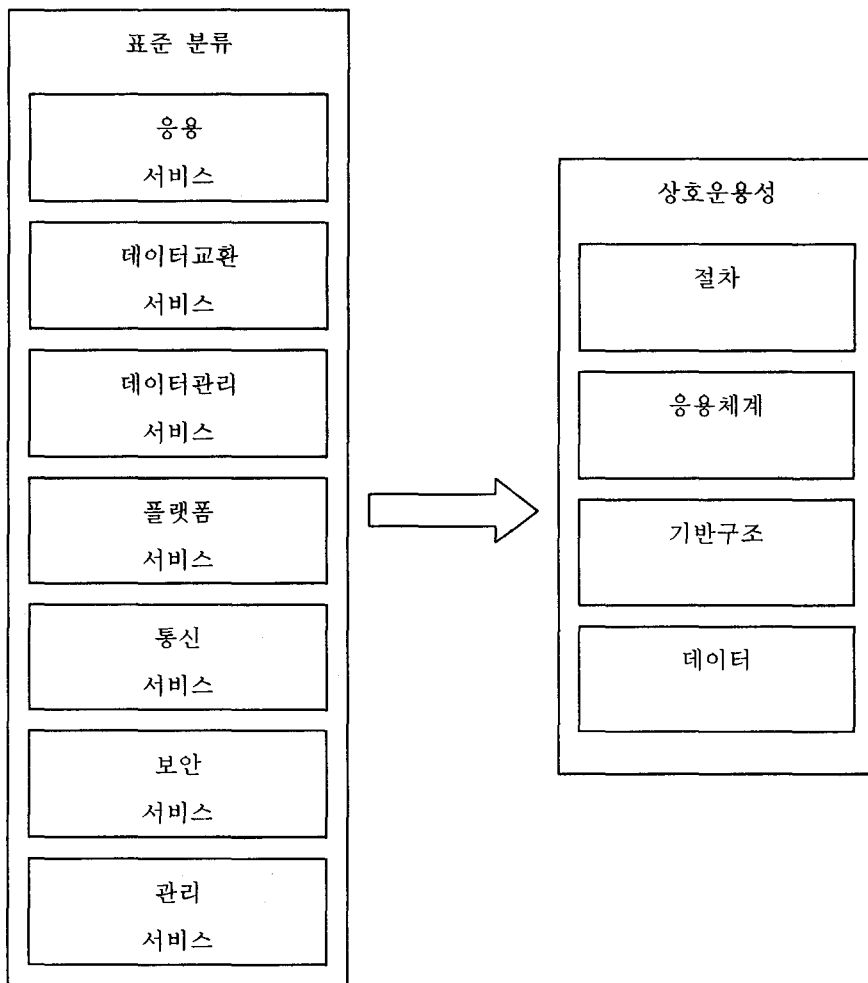 표준 분류
응용
서비스
데이터교환
서비스
데이터관리
서비스
플랫폼
서비스
통신
서비스
보안
서비스
관리
서비스
상호운용성
절차
응용체계
기반구조
데이터